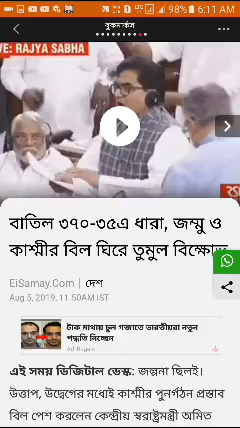 98% 6:11 AM
বুকমার্কস
VE: RAJYA SABHA
বাতিল ৩৭০-৩৫এ ধারা, জম্মু ও
কাশ্মীর বিল ঘিরে তুমুল বিক্ষোভ
EiSamay.Com | দেশ
Aug 5, 2019, 11.50AM IST
টাক মাথায় চুল গজাতে ভারতীয়রা নতুন
পদ্ধতি নিচ্ছেন
Ad: Regain
এই সময় ডিজিটাল ডেস্ক: জল্পনা ছিলই।
উত্তাপ, উদ্বেগের মধ্যেই কাশ্মীর পুনর্গঠন প্রস্তাব
বিল পেশ করলেন কেন্দ্রীয় স্বরাষ্ট্রমন্ত্রী অমিত